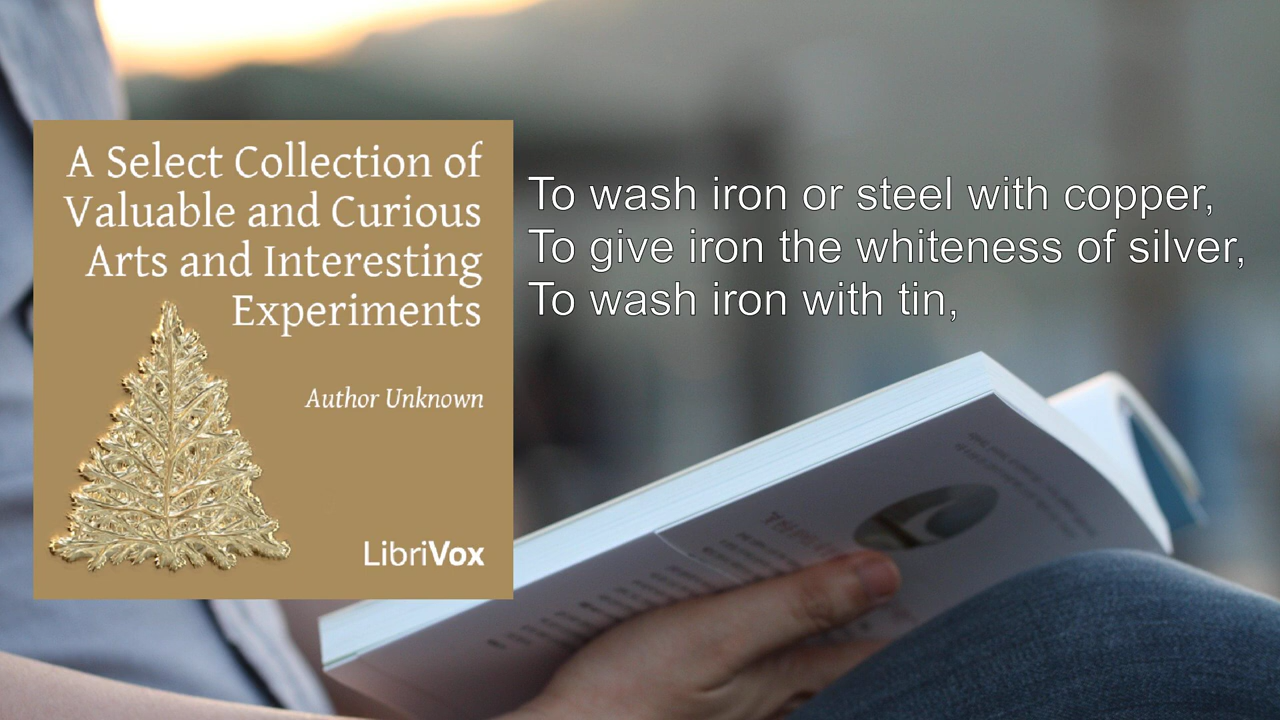 A Select Collection of
Valuable and Curious
Arts and Interesting
Experiments
Author Unknown
LibriVox
To wash iron or steel with copper,
To give iron the whiteness of silver,
To wash iron with tin,